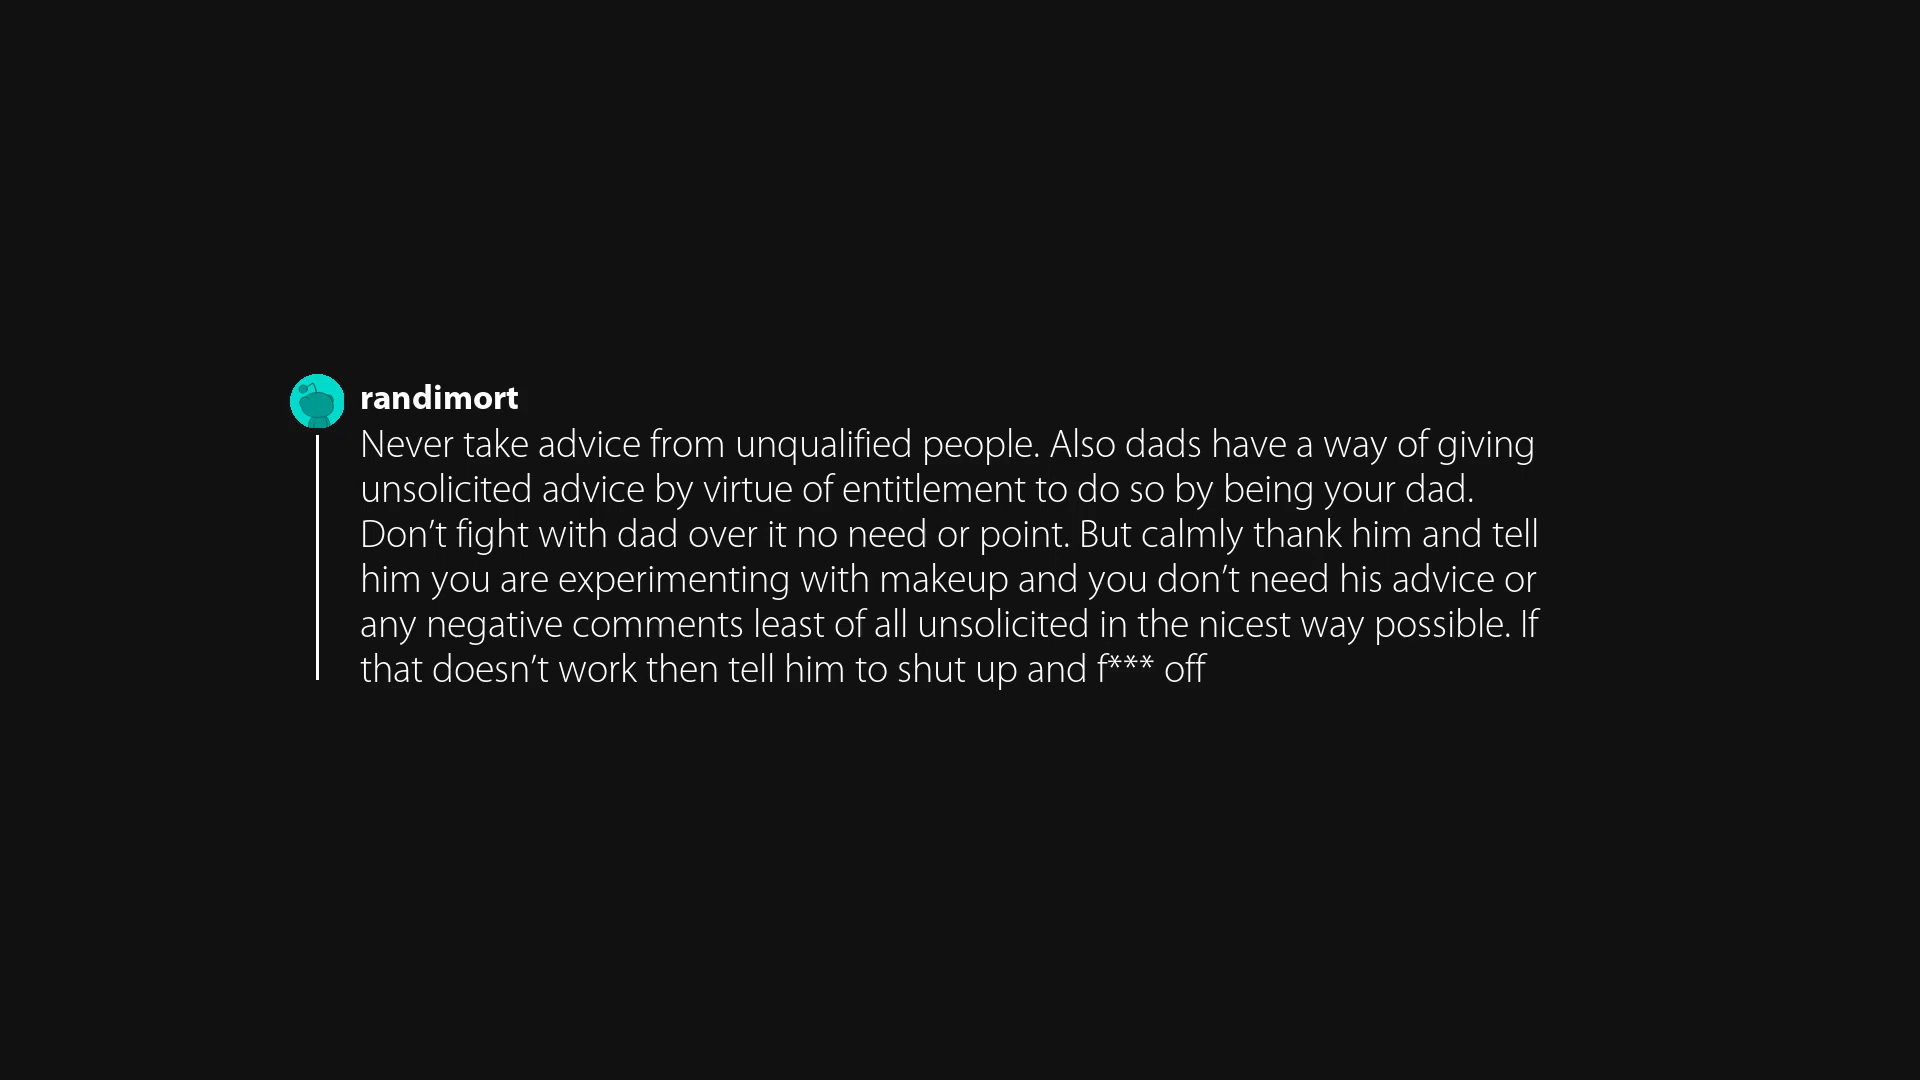 randimort
Never take advice from unqualified people. Also dads have a way of giving
unsolicited advice by virtue of entitlement to do so by being your dad.
Don’t fight with dad over it no need or point. But calmly thank him and tell
him you are experimenting with makeup and you don’t need his advice or
any negative comments least of all unsolicited in the nicest way possible. If
that doesn’t work then tell him to shut up and f*** off